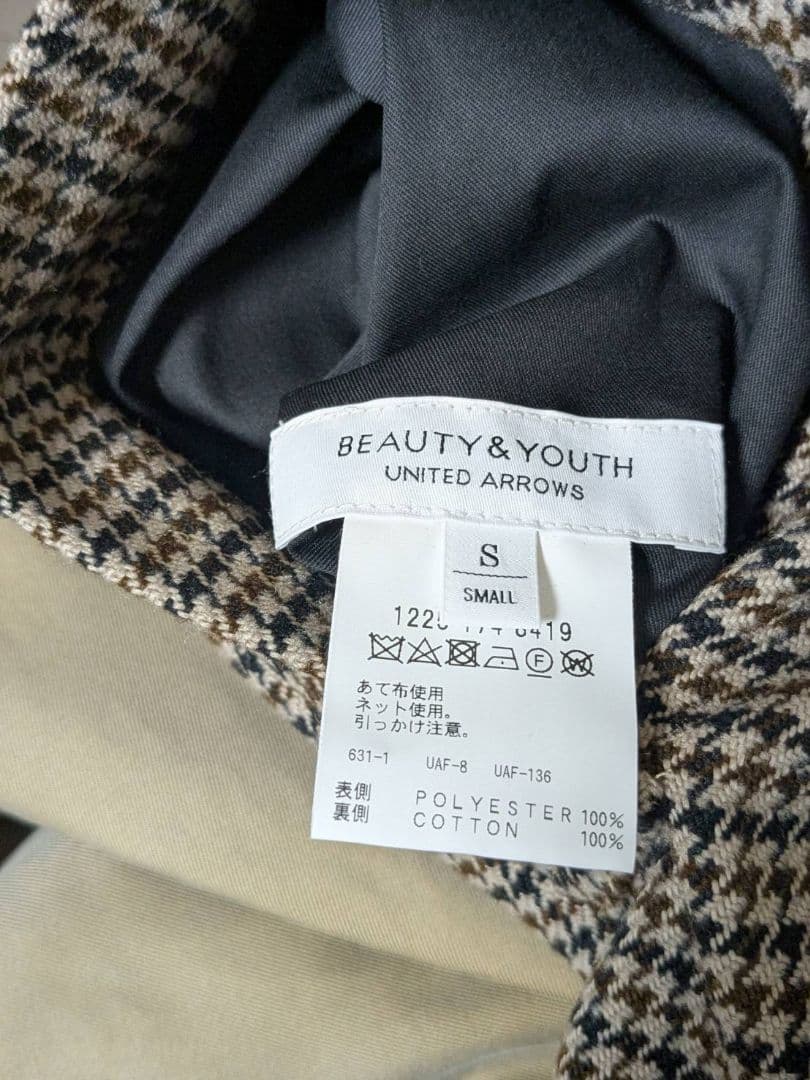 BEAUTY&YOUTH
UNITED ARROWS
S
SMALL
あて布使用
ネット使用。
引っかけ注意。
631-1 UAF-8 UAF-136
表側 POLYESTER 100%
裏側 COTTON 100%